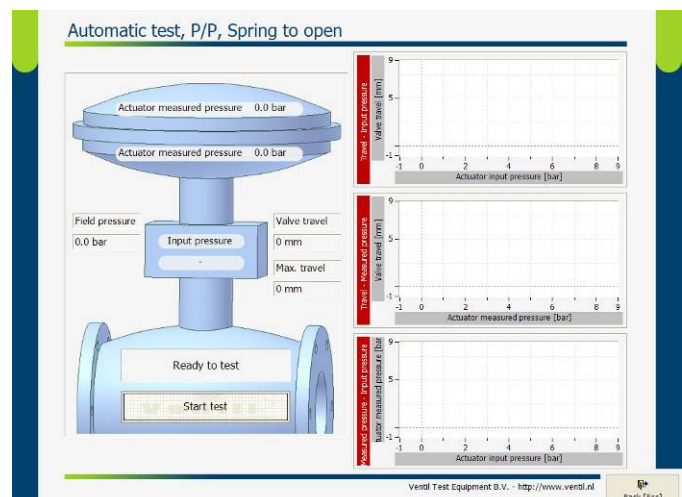 Automatic test, P/P, Spring to open
Actuator measured pressure 0.0 bar
Actuator measured pressure 0.0 bar
Field pressure
0.0 bar
Input pressure
-
Valve travel
0 mm
Max. travel
0 mm
Ready to test
Start test
Travel - Input pressure
Valve travel [mm]
9
5
-1
-1 0 2 4 6 8 9
Actuator input pressure [bar]
Travel - Measured pressure
Valve travel [mm]
9
5
-1
-1 0 2 4 6 8 9
Actuator measured pressure [bar]
Measured pressure - Input pressure
tuator measured pressure [bar
9
5
-1
-1 0 2 4 6 8 9
Actuator input pressure [bar]
Ventil Test Equipment B.V. - http://www.ventil.nl
Back [Esc]